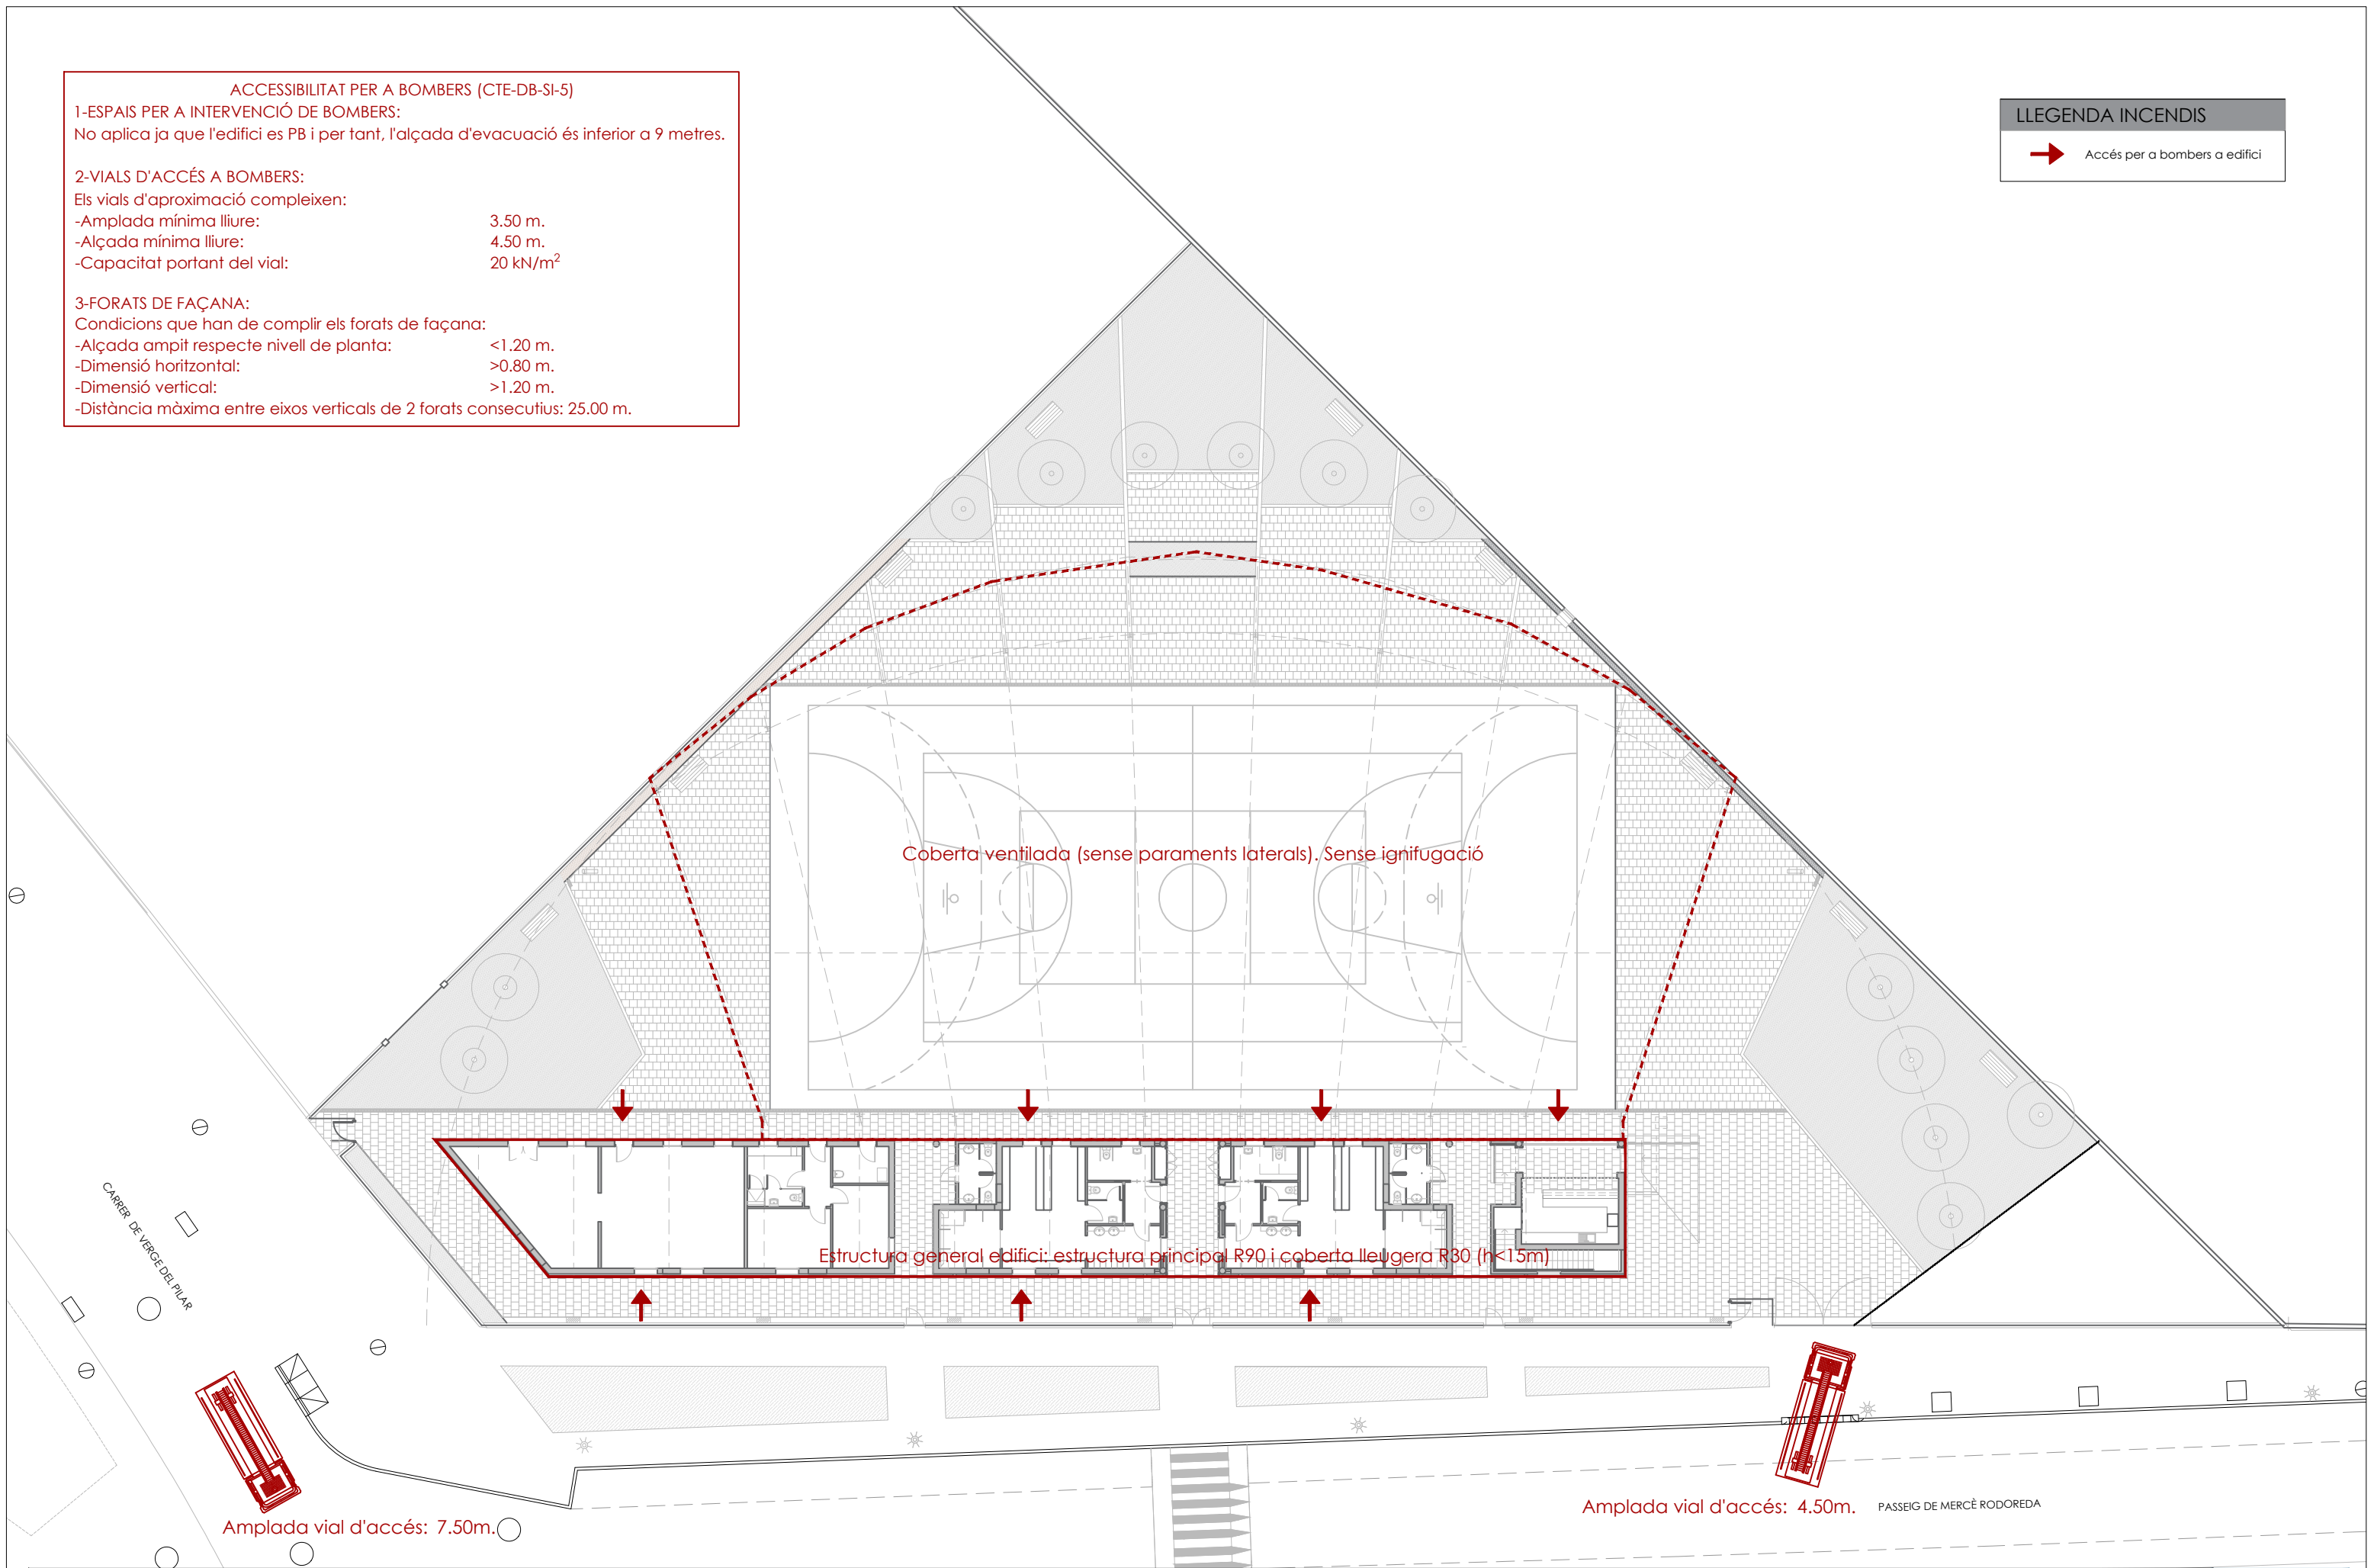 ACCESSIBILITAT PER A BOMBERS (CTE-DB-SI-5)
1-ESPAIS PER A INTERVENCIÓ DE BOMBERS:
No aplica ja que l'edifici es PB i per tant, l'alçada d'evacuació és inferior a 9 metres.
2-VIALS D'ACCÉS A BOMBERS:
Els vials d'aproximació compleixen:
-Amplada mínima lliure: 3.50 m.
-Alçada mínima lliure: 4.50 m.
-Capacitat portant del vial: 20 kN/m²
3-FORATS DE FAÇANA:
Condicions que han de complir els forats de façana:
-Alçada ampit respecte nivell de planta: <1.20 m.
-Dimensió horitzontal: >0.80 m.
-Dimensió vertical: >1.20 m.
-Distància màxima entre eixos verticals de 2 forats consecutius: 25.00 m.
LLEGENDA INCENDIS
Accés per a bombers a edifici
Coberta ventilada (sense paraments laterals). Sense ignifugació
Estructura general edifici: estructura principal R90 i coberta lleugera R30 (h<15m)
CARRER DE VERGE DEL PILAR
Amplada vial d'accés: 7.50m.
Amplada vial d'accés: 4.50m.
PASSEIG DE MERCÈ RODOREDA